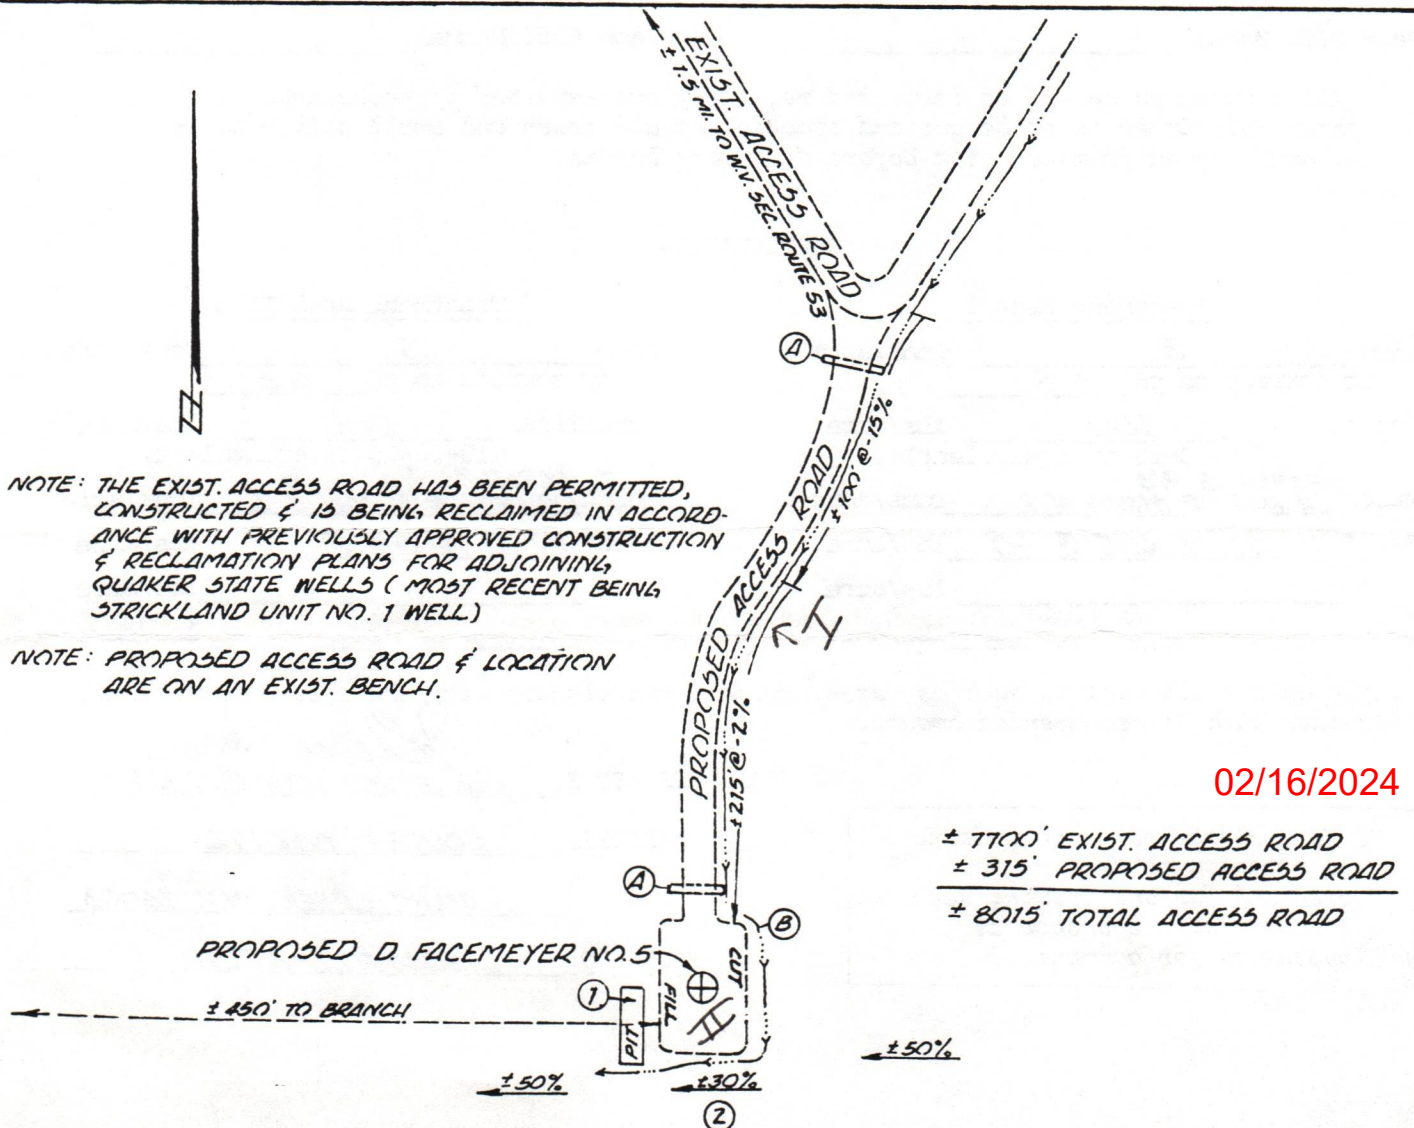 EXIST. ACCESS ROAD
± 1.5 MI. TO W.V. SEC. ROUTE 53
A
±100' @ -15%
NOTE: THE EXIST. ACCESS ROAD HAS BEEN PERMITTED,
CONSTRUCTED & IS BEING RECLAIMED IN ACCORD-
ANCE WITH PREVIOUSLY APPROVED CONSTRUCTION
& RECLAMATION PLANS FOR ADJOINING
QUAKER STATE WELLS (MOST RECENT BEING
STRICKLAND UNIT NO. 1 WELL)
PROPOSED ACCESS ROAD
I
NOTE: PROPOSED ACCESS ROAD & LOCATION
ARE ON AN EXIST. BENCH.
±215' @ -2%
02/16/2024
± 7700' EXIST. ACCESS ROAD
± 315' PROPOSED ACCESS ROAD
± 8015' TOTAL ACCESS ROAD
A
B
PROPOSED D. FACEMEYER NO. 5
CUT
FILL
II
1
PIT
± 450' TO BRANCH
±50%
±50%
±30%
2